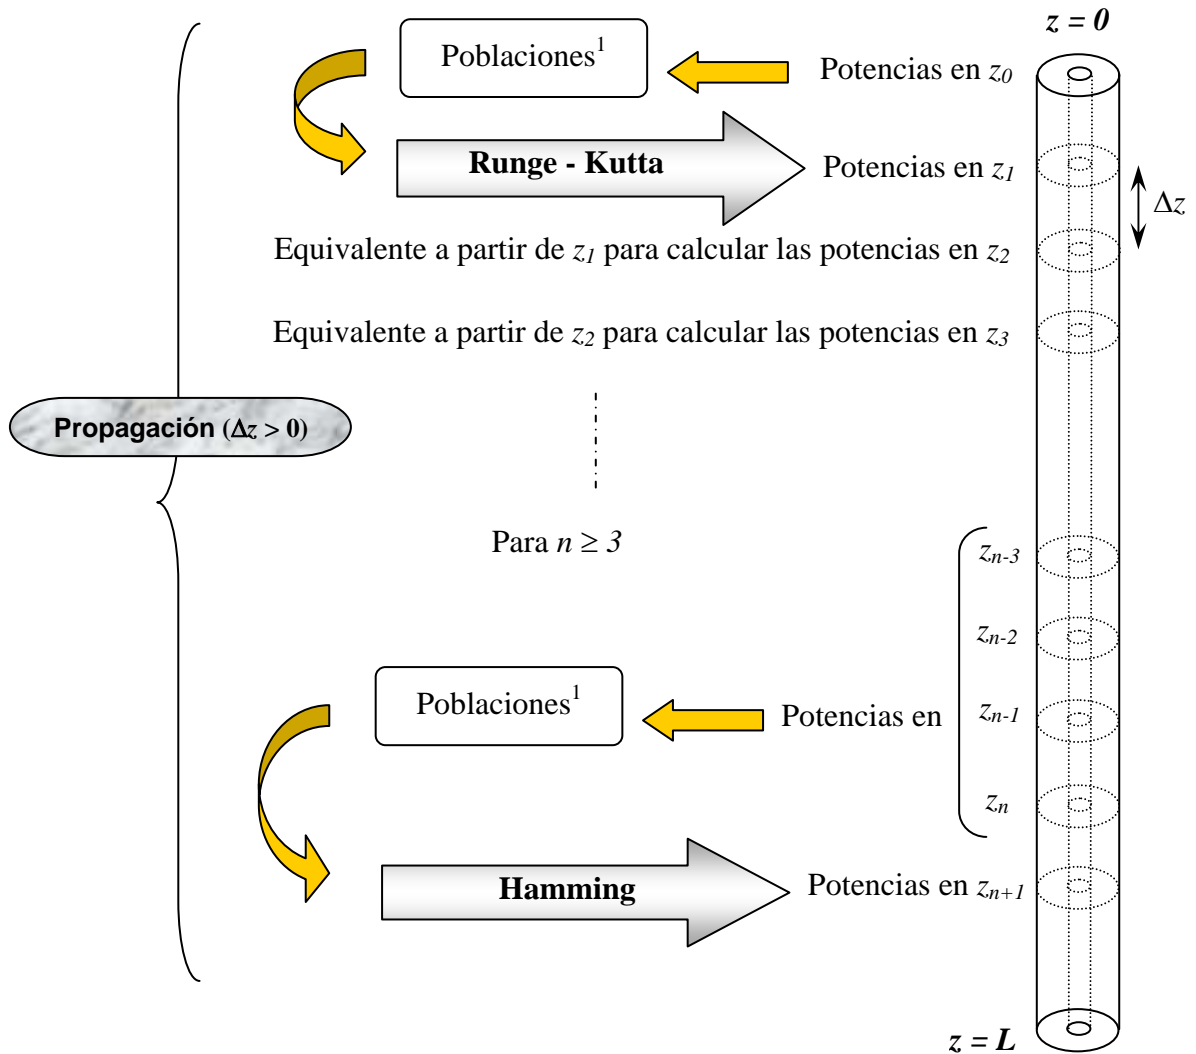 z = 0
Poblaciones¹
Potencias en z₀
Runge - Kutta
Potencias en z₁
Δz
Equivalente a partir de z₁ para calcular las potencias en z₂
Equivalente a partir de z₂ para calcular las potencias en z₃
Propagación (Δz > 0)
Para n ≥ 3
zₙ₋₃
zₙ₋₂
Poblaciones¹
Potencias en
zₙ₋₁
zₙ
Hamming
Potencias en zₙ₊₁
z = L